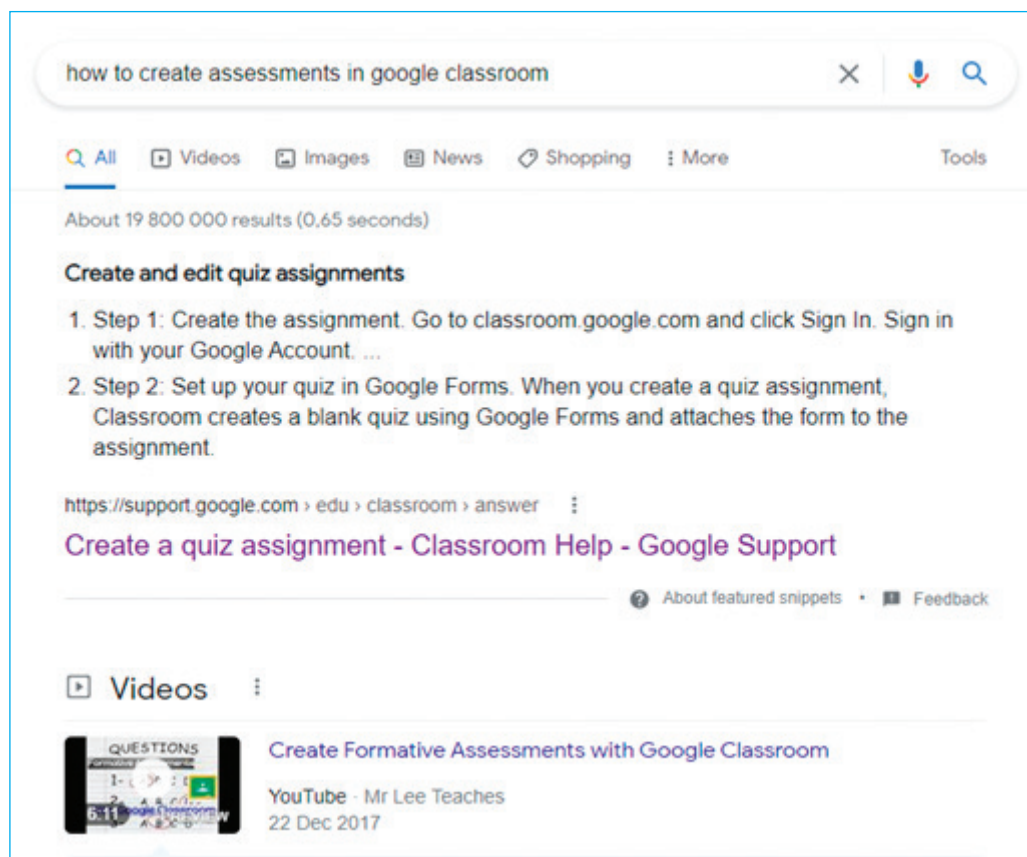 how to create assessments in google classroom
All Videos Images News Shopping More Tools
About 19 800 000 results (0,65 seconds)
Create and edit quiz assignments
1. Step 1: Create the assignment. Go to classroom.google.com and click Sign In. Sign in
with your Google Account. ...
2. Step 2: Set up your quiz in Google Forms. When you create a quiz assignment,
Classroom creates a blank quiz using Google Forms and attaches the form to the
assignment.
https://support.google.com › edu › classroom › answer
Create a quiz assignment - Classroom Help - Google Support
About featured snippets • Feedback
Videos
QUESTIONS
Create Formative Assessments with Google Classroom
YouTube · Mr Lee Teaches
6:11
22 Dec 2017